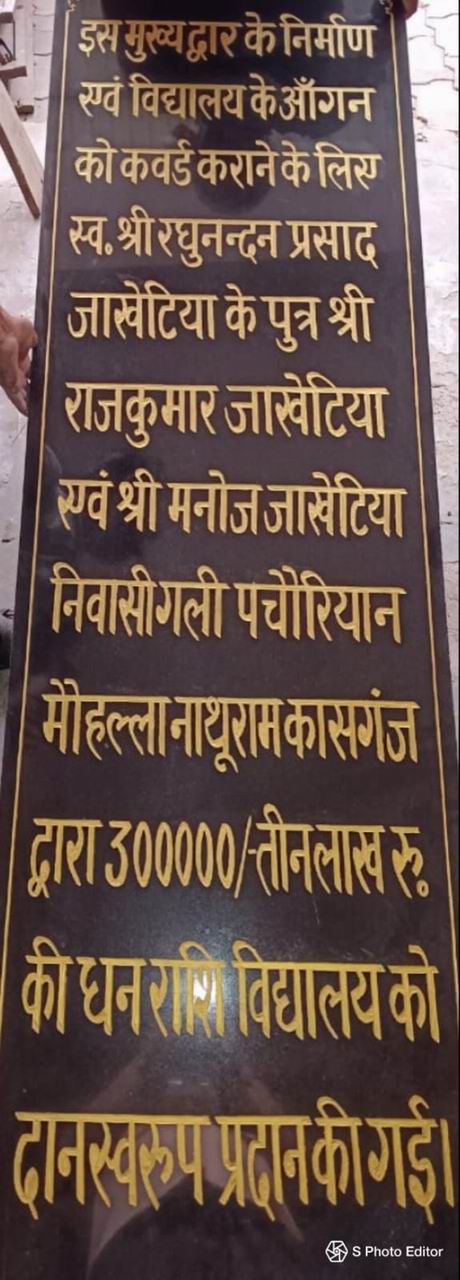 इस मुख्य द्वार के निर्माण
एवं विद्यालय के आँगन
को कवर्ड कराने के लिए
स्व. श्री रघुनन्दन प्रसाद
जाखेटिया के पुत्र श्री
राजकुमार जाखेटिया
एवं श्री मनोज जाखेटिया
निवासी गली पचौरियान
मौहल्ला नाथूराम कासगंज
द्वारा 300000/-तीन लाख रु.
की धन राशि विद्यालय को
दान स्वरूप प्रदान की गई।
S Photo Editor